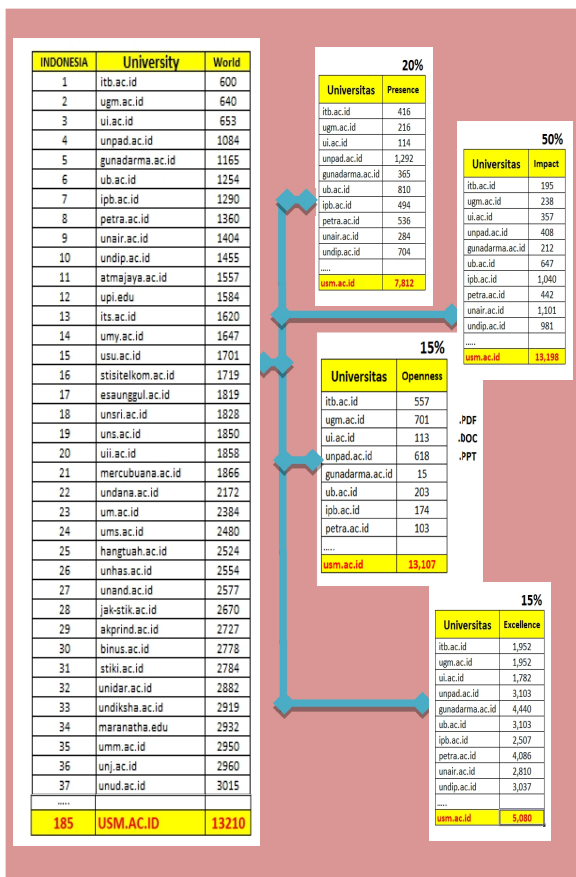 INDONESIA University World
1 itb.ac.id 600
2 ugm.ac.id 640
3 ui.ac.id 653
4 unpad.ac.id 1084
5 gunadarma.ac.id 1165
6 ub.ac.id 1254
7 ipb.ac.id 1290
8 petra.ac.id 1360
9 unair.ac.id 1404
10 undip.ac.id 1455
11 atmajaya.ac.id 1557
12 upi.edu 1584
13 its.ac.id 1620
14 umy.ac.id 1647
15 usu.ac.id 1701
16 stisitelkom.ac.id 1719
17 esaunggul.ac.id 1819
18 unsri.ac.id 1828
19 uns.ac.id 1850
20 uii.ac.id 1858
21 mercubuana.ac.id 1866
22 undana.ac.id 2172
23 um.ac.id 2384
24 ums.ac.id 2480
25 hangtuah.ac.id 2524
26 unhas.ac.id 2554
27 unand.ac.id 2577
28 jak-stik.ac.id 2670
29 akprind.ac.id 2727
30 binus.ac.id 2778
31 stiki.ac.id 2784
32 unidar.ac.id 2882
33 undiksha.ac.id 2919
34 maranatha.edu 2932
35 umm.ac.id 2950
36 unj.ac.id 2960
37 unud.ac.id 3015
.....
185 USM.AC.ID 13210
20%
Universitas Presence
itb.ac.id 416
ugm.ac.id 216
ui.ac.id 114
unpad.ac.id 1,292
gunadarma.ac.id 365
ub.ac.id 810
ipb.ac.id 494
petra.ac.id 536
unair.ac.id 284
undip.ac.id 704
.....
usm.ac.id 7,812
50%
Universitas Impact
itb.ac.id 195
ugm.ac.id 238
ui.ac.id 357
unpad.ac.id 408
gunadarma.ac.id 212
ub.ac.id 647
ipb.ac.id 1,040
petra.ac.id 442
unair.ac.id 1,101
undip.ac.id 981
.....
usm.ac.id 13,198
15%
Universitas Openness
itb.ac.id 557
ugm.ac.id 701 .PDF
ui.ac.id 113 .DOC
unpad.ac.id 618 .PPT
gunadarma.ac.id 15
ub.ac.id 203
ipb.ac.id 174
petra.ac.id 103
.....
usm.ac.id 13,107
15%
Universitas Excellence
itb.ac.id 1,952
ugm.ac.id 1,952
ui.ac.id 1,782
unpad.ac.id 3,103
gunadarma.ac.id 4,440
ub.ac.id 3,103
ipb.ac.id 2,507
petra.ac.id 4,086
unair.ac.id 2,810
undip.ac.id 3,037
.....
usm.ac.id 5,080